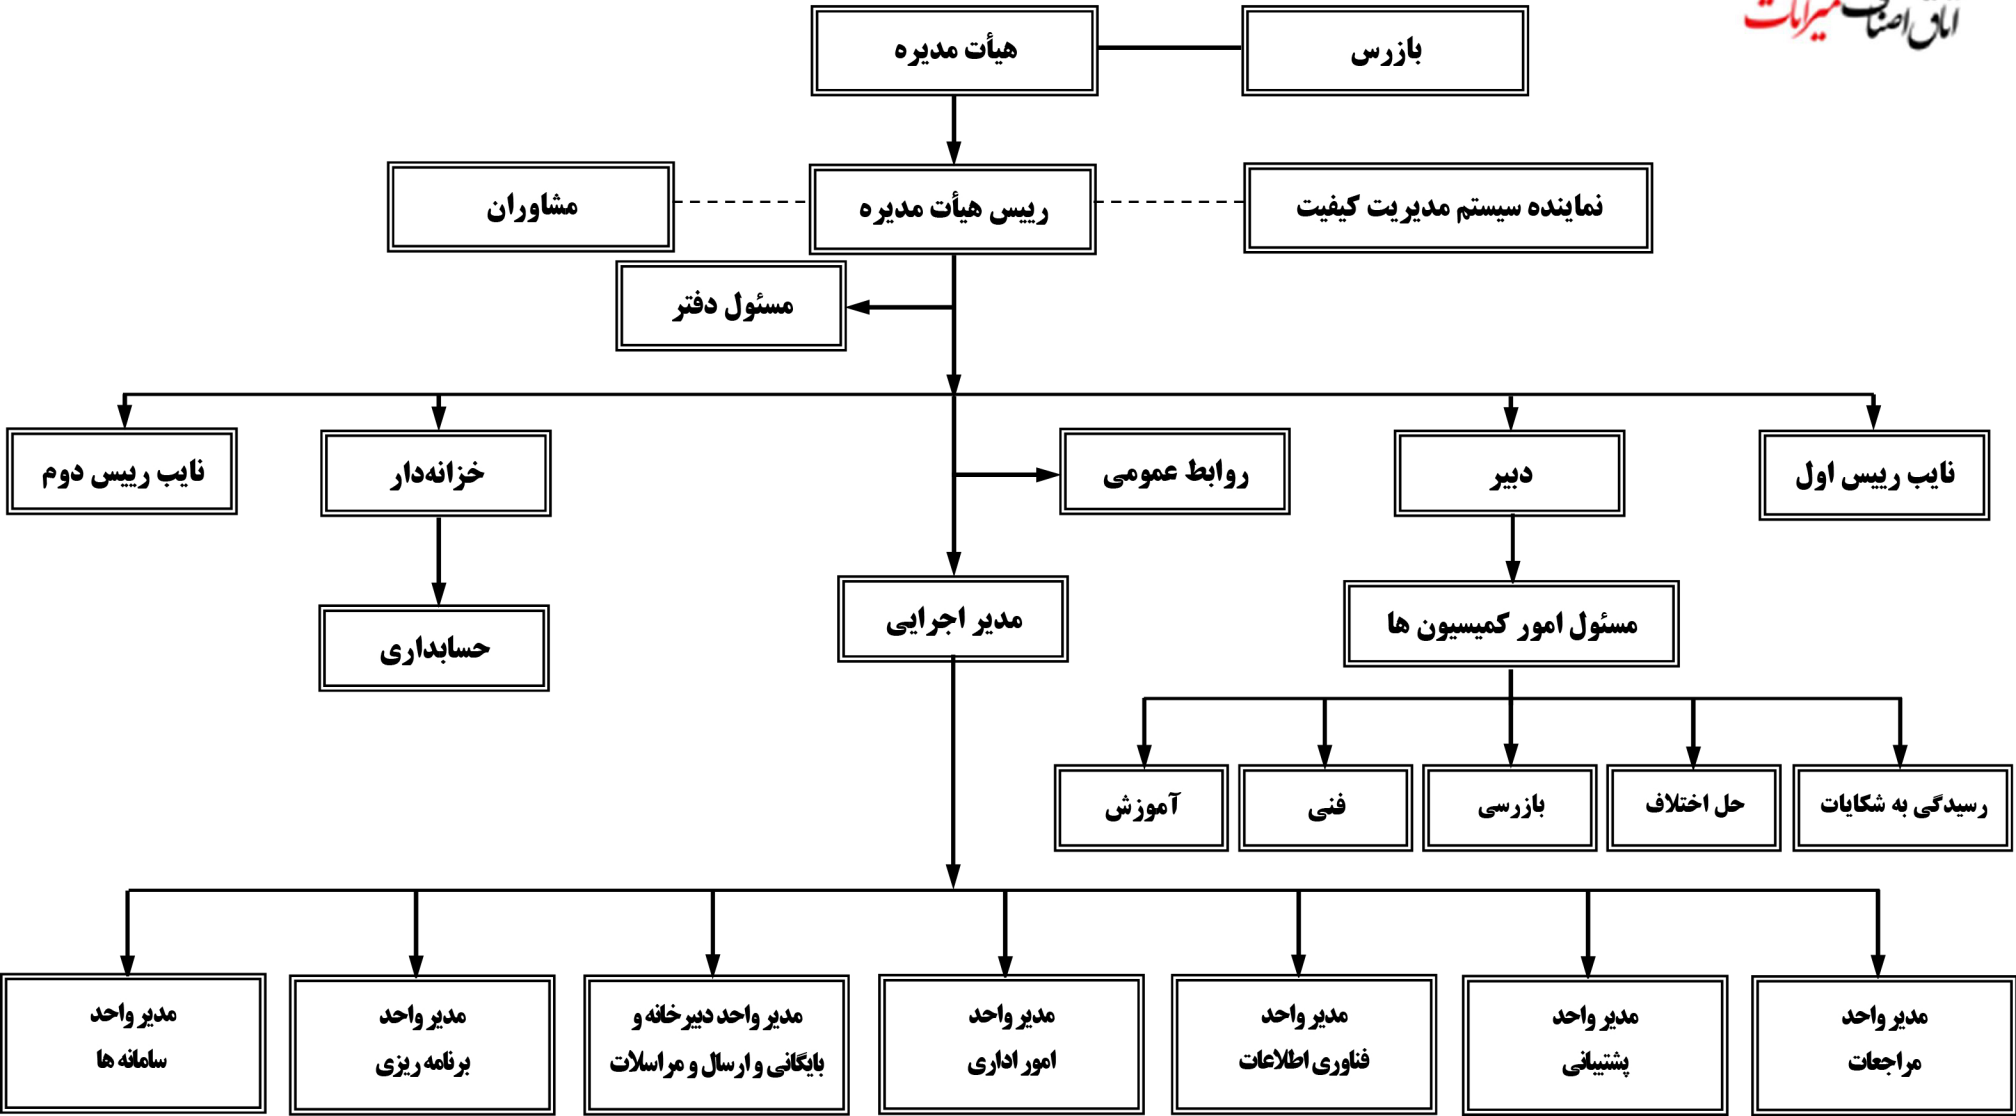 اتاق اصناف شمیرانات
بازرس
هیأت مدیره
نماینده سیستم مدیریت کیفیت
رییس هیأت مدیره
مشاوران
مسئول دفتر
نایب رییس اول
دبیر
روابط عمومی
خزانه‌دار
نایب رییس دوم
مسئول امور کمیسیون ها
مدیر اجرایی
حسابداری
رسیدگی به شکایات
حل اختلاف
بازرسی
فنی
آموزش
مدیر واحد
مراجعات
مدیر واحد
پشتیبانی
مدیر واحد
فناوری اطلاعات
مدیر واحد
امور اداری
مدیر واحد دبیرخانه و
بایگانی و ارسال و مراسلات
مدیر واحد
برنامه ریزی
مدیر واحد
سامانه ها